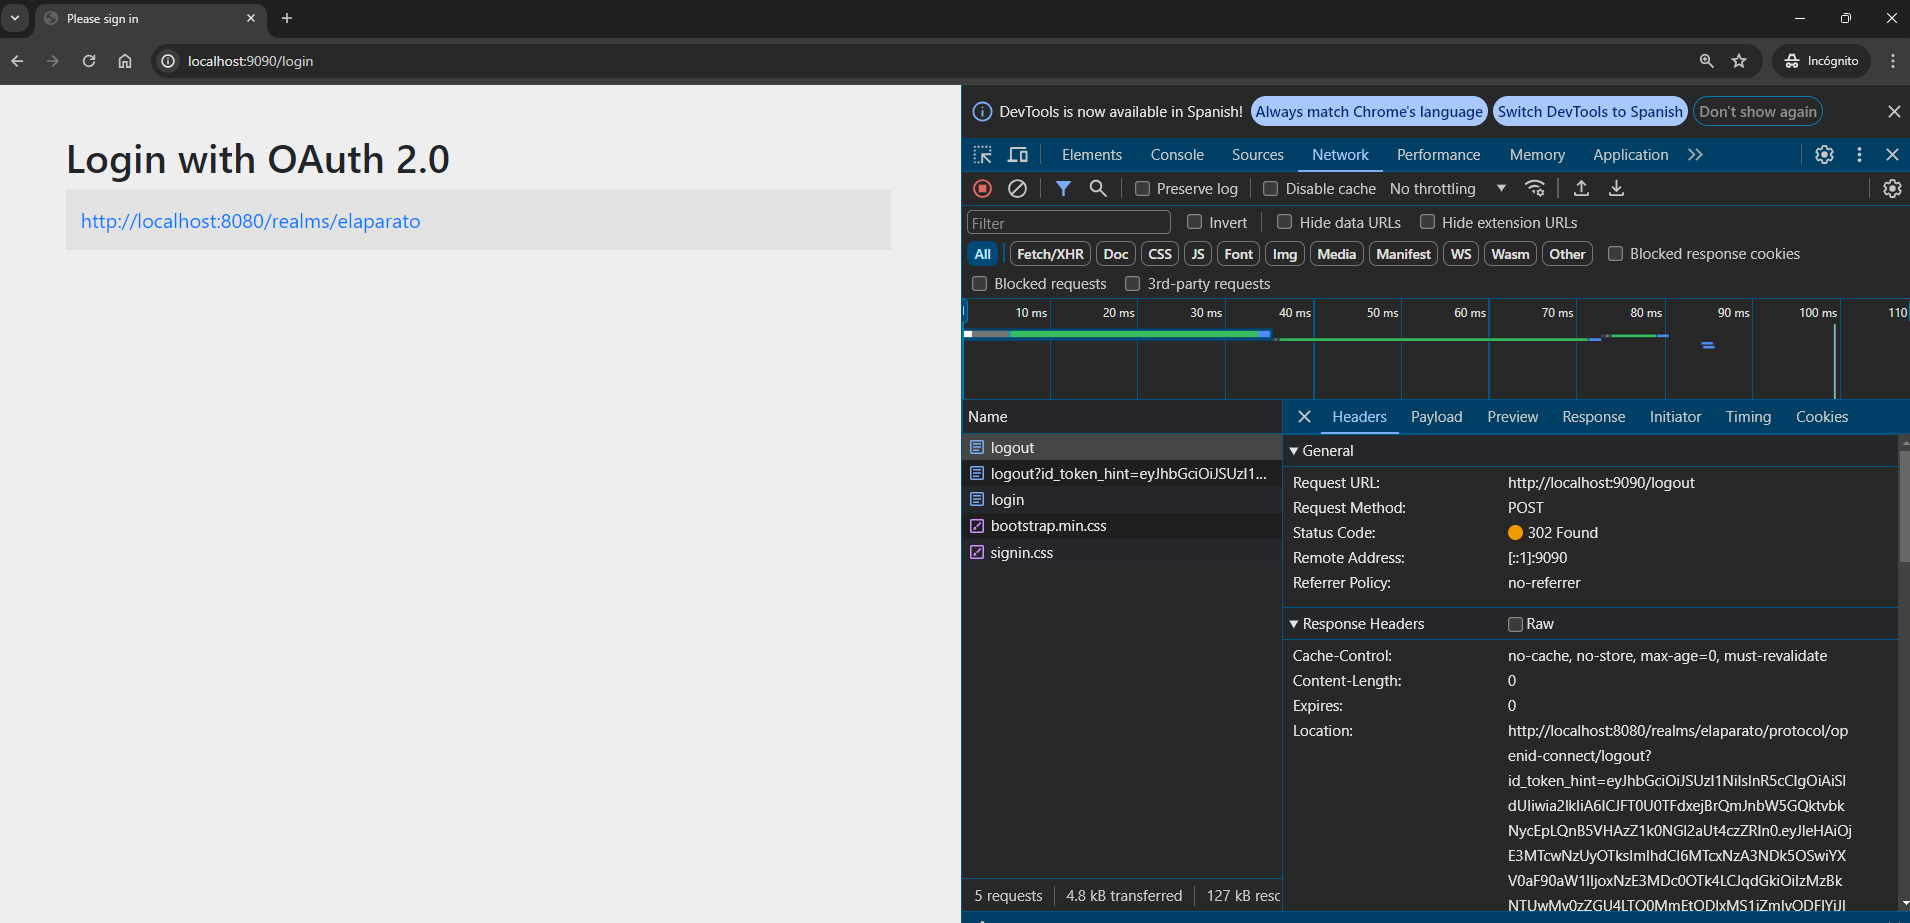 Please sign in
localhost:9090/login
Incógnito
Login with OAuth 2.0
http://localhost:8080/realms/elaparato
DevTools is now available in Spanish! Always match Chrome's language Switch DevTools to Spanish Don't show again
Elements Console Sources Network Performance Memory Application
Preserve log Disable cache No throttling
Filter Invert Hide data URLs Hide extension URLs
All Fetch/XHR Doc CSS JS Font Img Media Manifest WS Wasm Other Blocked response cookies
Blocked requests 3rd-party requests
10 ms 20 ms 30 ms 40 ms 50 ms 60 ms 70 ms 80 ms 90 ms 100 ms 110
Name
logout
logout?id_token_hint=eyJhbGciOiJSUzI1...
login
bootstrap.min.css
signin.css
5 requests 4.8 kB transferred 127 kB resc
Headers Payload Preview Response Initiator Timing Cookies
General
Request URL: http://localhost:9090/logout
Request Method: POST
Status Code: 302 Found
Remote Address: [::1]:9090
Referrer Policy: no-referrer
Response Headers Raw
Cache-Control: no-cache, no-store, max-age=0, must-revalidate
Content-Length: 0
Expires: 0
Location: http://localhost:8080/realms/elaparato/protocol/op
enid-connect/logout?
id_token_hint=eyJhbGciOiJSUzI1NiIsInR5cCIgOiAiSl